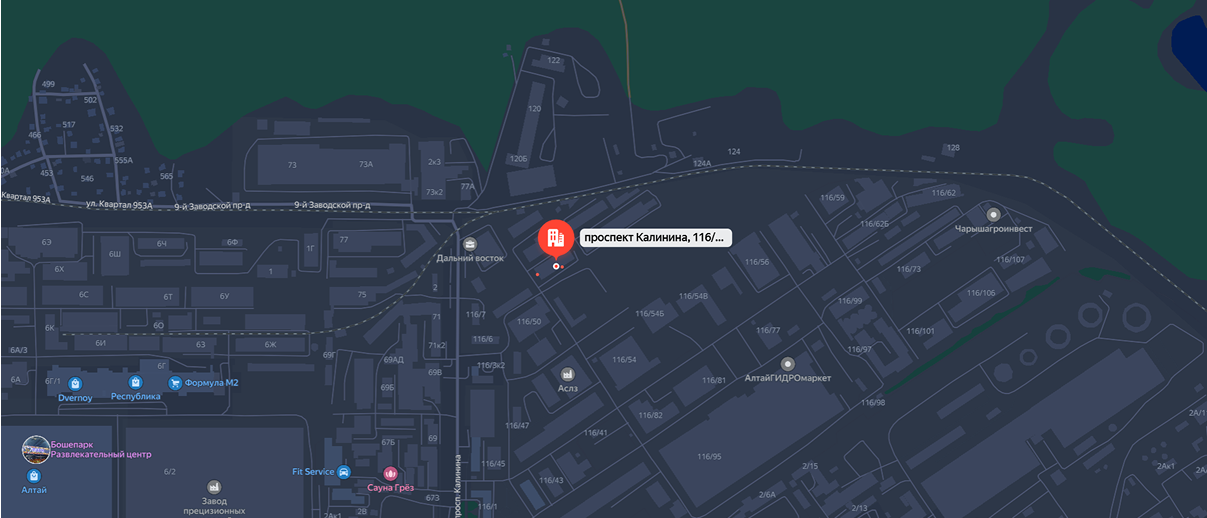 122
499
502
120
517
532
466
128
555А
124
73
73А
2к3
120Б
124А
453
546
565
73к2
77А
116/62
116/59
Квартал 953А
ул. Квартал 953А
9-й Заводской пр-д
9-й Заводской пр-д
116/62Б
Чарышагроинвест
проспект Калинина, 116/...
6Э
6Ч
6Ф
1Г
77
6Ш
Дальний восток
116/56
116/107
6Х
1
116/73
6С
6Т
6У
75
2
116/54В
116/106
116/99
6К
6О
71
116/7
116/50
116/54Б
116/77
116/101
6А/3
6И
63
6Ж
71к2
116/6
69Г
69АД
116/54
116/97
6А
6Г/1
6Г
Формула М2
116/3к2
Аслз
116/81
АлтайГИДРОмаркет
Dvernoy
Республика
69Б
116/98
116/82
2А/1
116/47
116/41
67Б
69
Бошепарк
Развлекательный центр
116/95
116/45
2/15
2Ак1
6/2
Fit Service
Сауна Грёз
116/43
Алтай
просп. Калинина
673
116/1
2/6А
2/13
Завод
прецизионных
2Ак1
2В